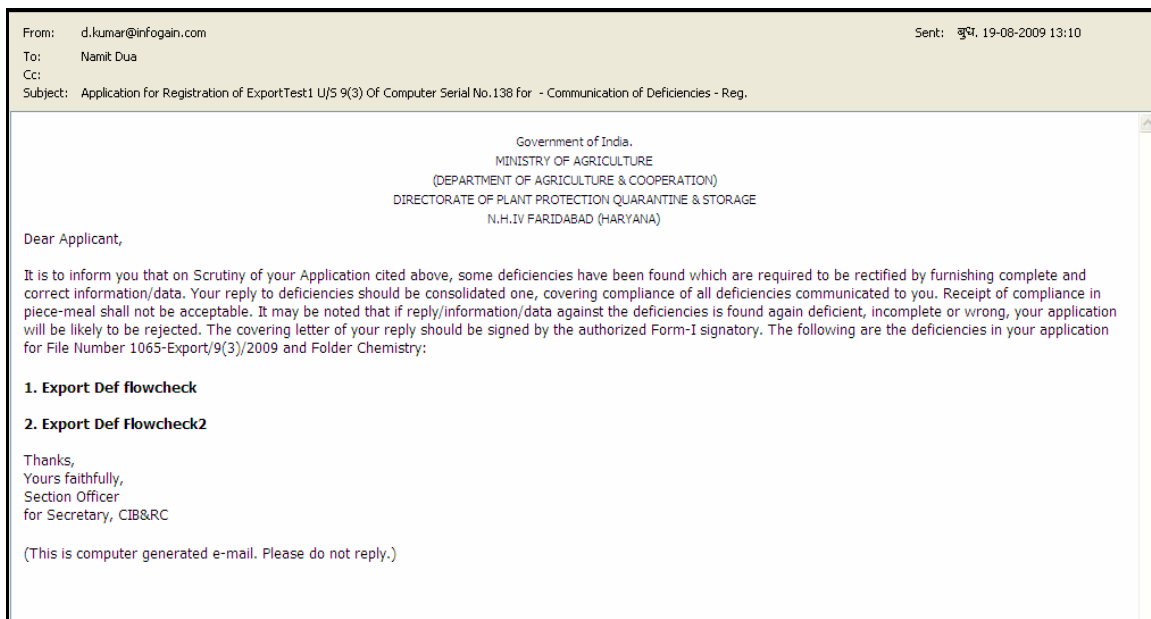 From: d.kumar@infogain.com Sent: बुध. 19-08-2009 13:10
To: Namit Dua
Cc:
Subject: Application for Registration of ExportTest1 U/S 9(3) Of Computer Serial No.138 for - Communication of Deficiencies - Reg.
Government of India.
MINISTRY OF AGRICULTURE
(DEPARTMENT OF AGRICULTURE & COOPERATION)
DIRECTORATE OF PLANT PROTECTION QUARANTINE & STORAGE
N.H.IV FARIDABAD (HARYANA)
Dear Applicant,
It is to inform you that on Scrutiny of your Application cited above, some deficiencies have been found which are required to be rectified by furnishing complete and
correct information/data. Your reply to deficiencies should be consolidated one, covering compliance of all deficiencies communicated to you. Receipt of compliance in
piece-meal shall not be acceptable. It may be noted that if reply/information/data against the deficiencies is found again deficient, incomplete or wrong, your application
will be likely to be rejected. The covering letter of your reply should be signed by the authorized Form-I signatory. The following are the deficiencies in your application
for File Number 1065-Export/9(3)/2009 and Folder Chemistry:
1. Export Def flowcheck
2. Export Def Flowcheck2
Thanks,
Yours faithfully,
Section Officer
for Secretary, CIB&RC
(This is computer generated e-mail. Please do not reply.)